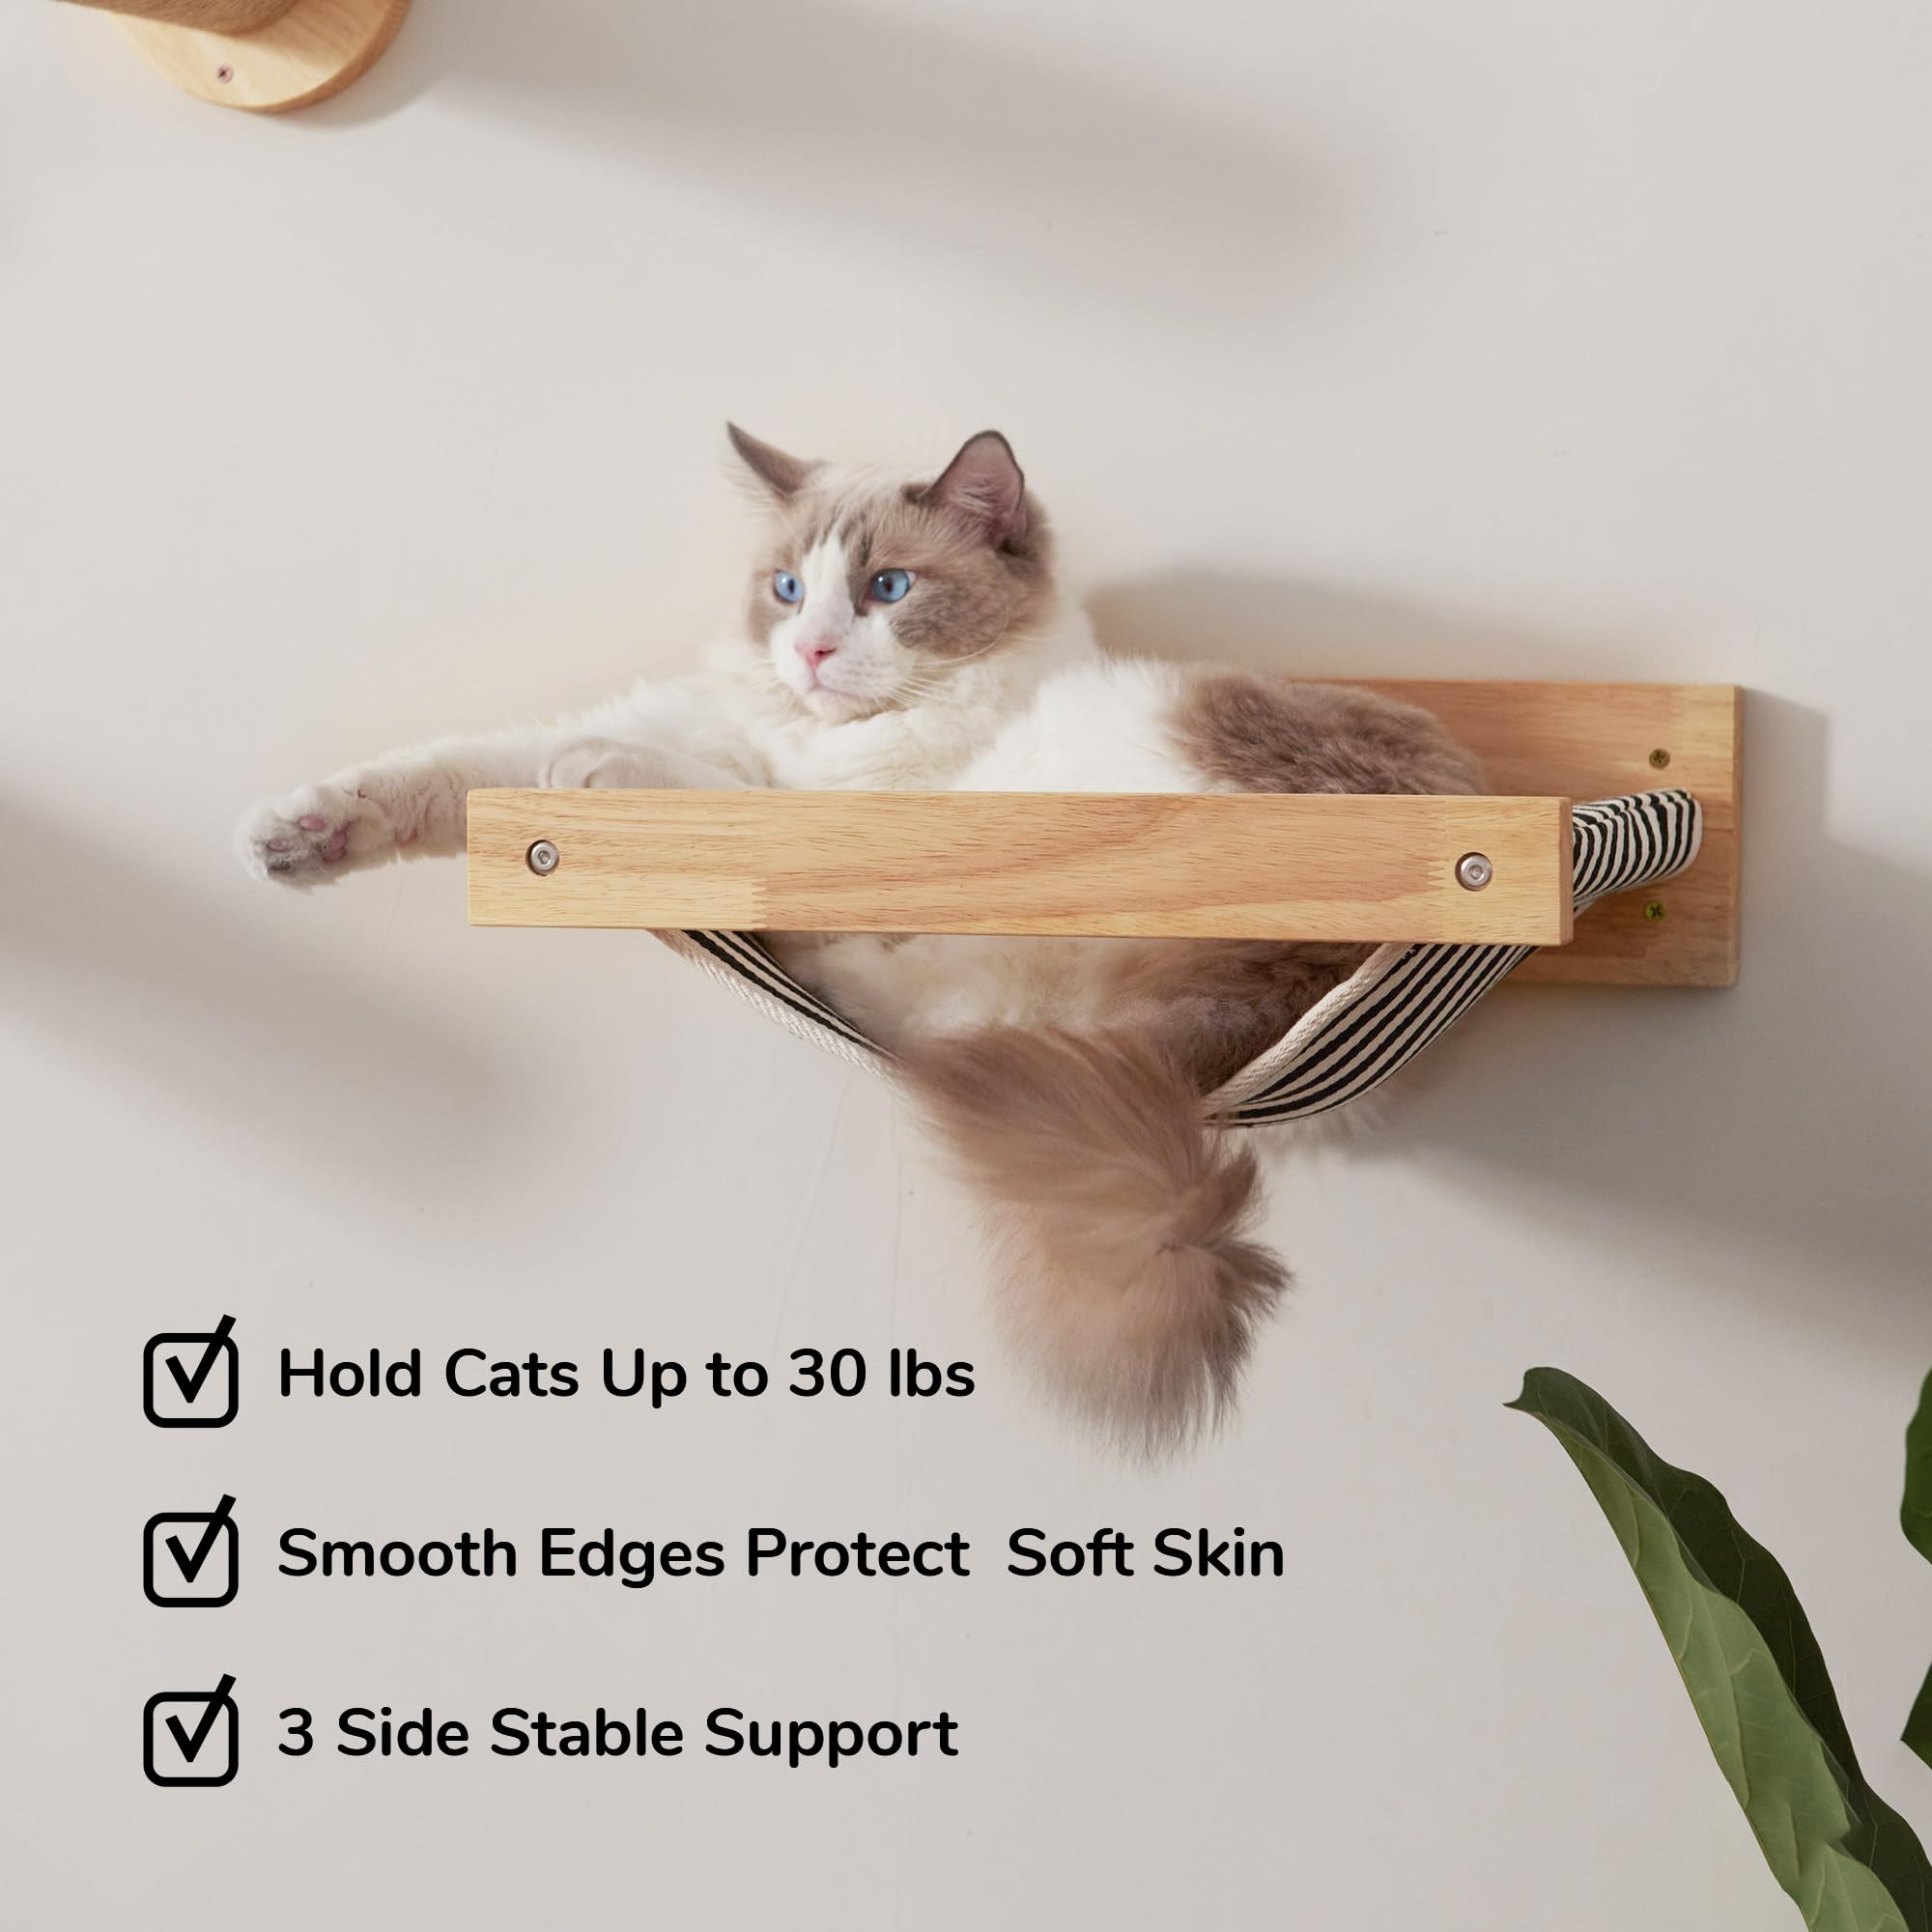 Hold Cats Up to 30 lbs
Smooth Edges Protect  Soft Skin
3 Side Stable Support